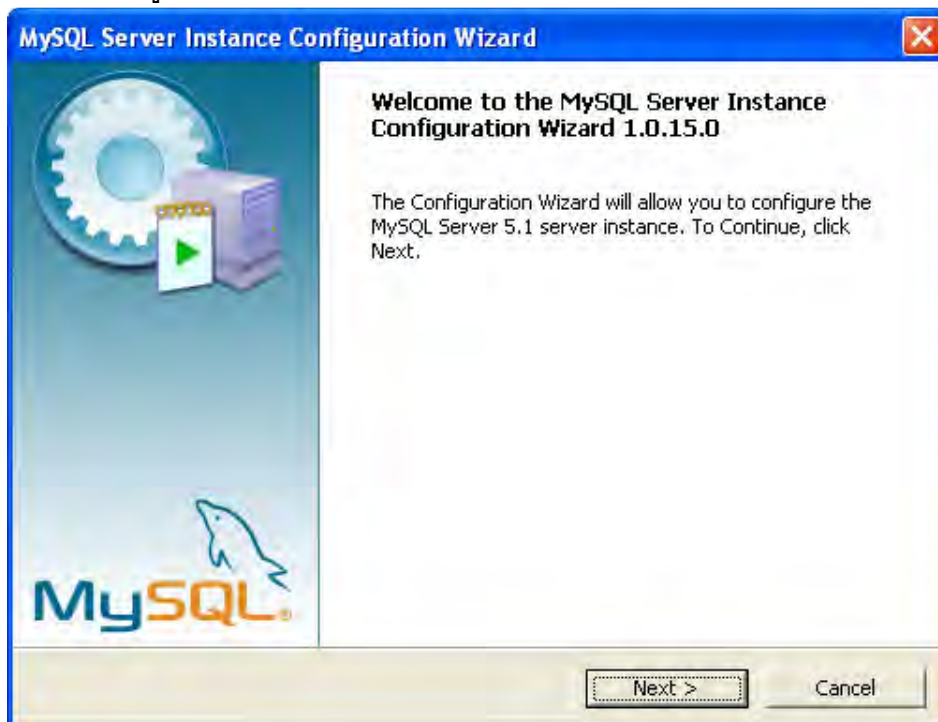 MySQL Server Instance Configuration Wizard
Welcome to the MySQL Server Instance
Configuration Wizard 1.0.15.0
The Configuration Wizard will allow you to configure the
MySQL Server 5.1 server instance. To Continue, click
Next.
MySQL®
Next >
Cancel